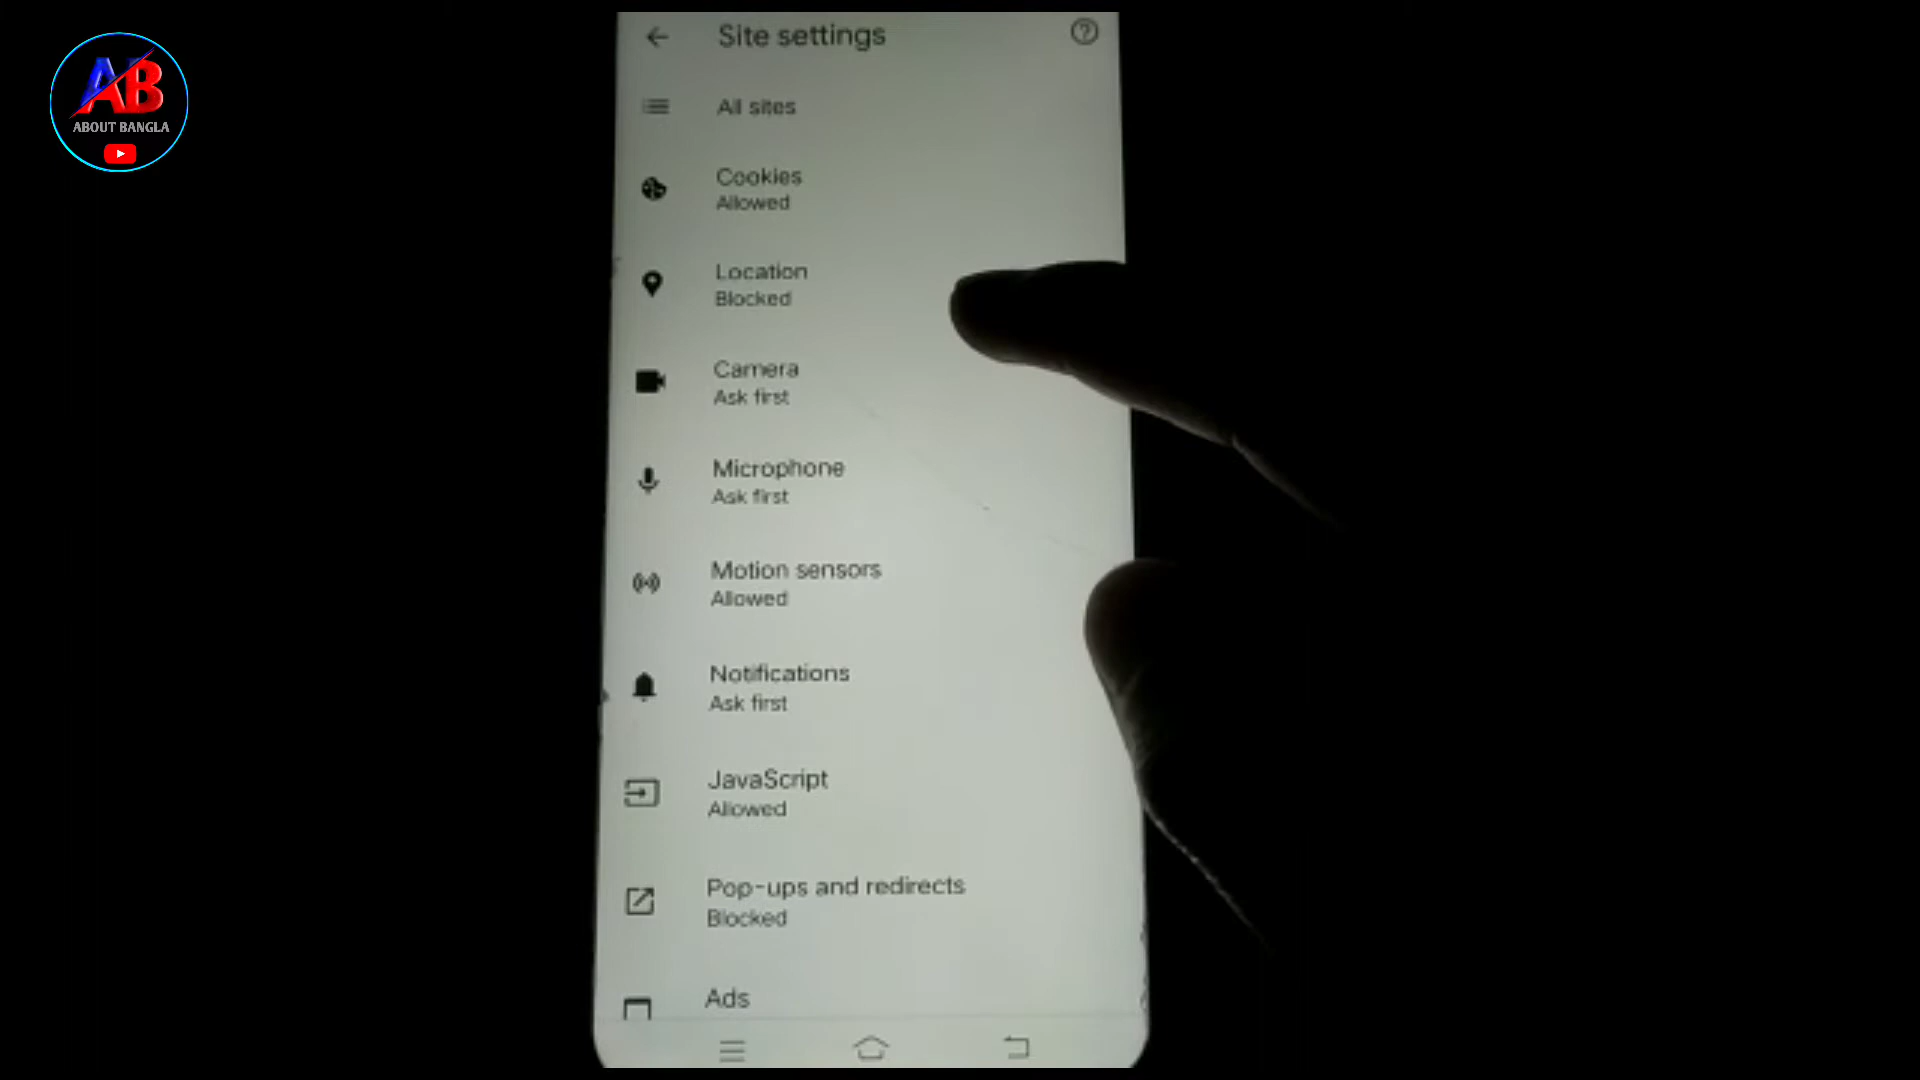 AB
ABOUT BANGLA
Site settings
All sites
Cookies
Allowed
Location
Blocked
Camera
Ask first
Microphone
Ask first
Motion sensors
Allowed
Notifications
Ask first
JavaScript
Allowed
Pop-ups and redirects
Blocked
Ads